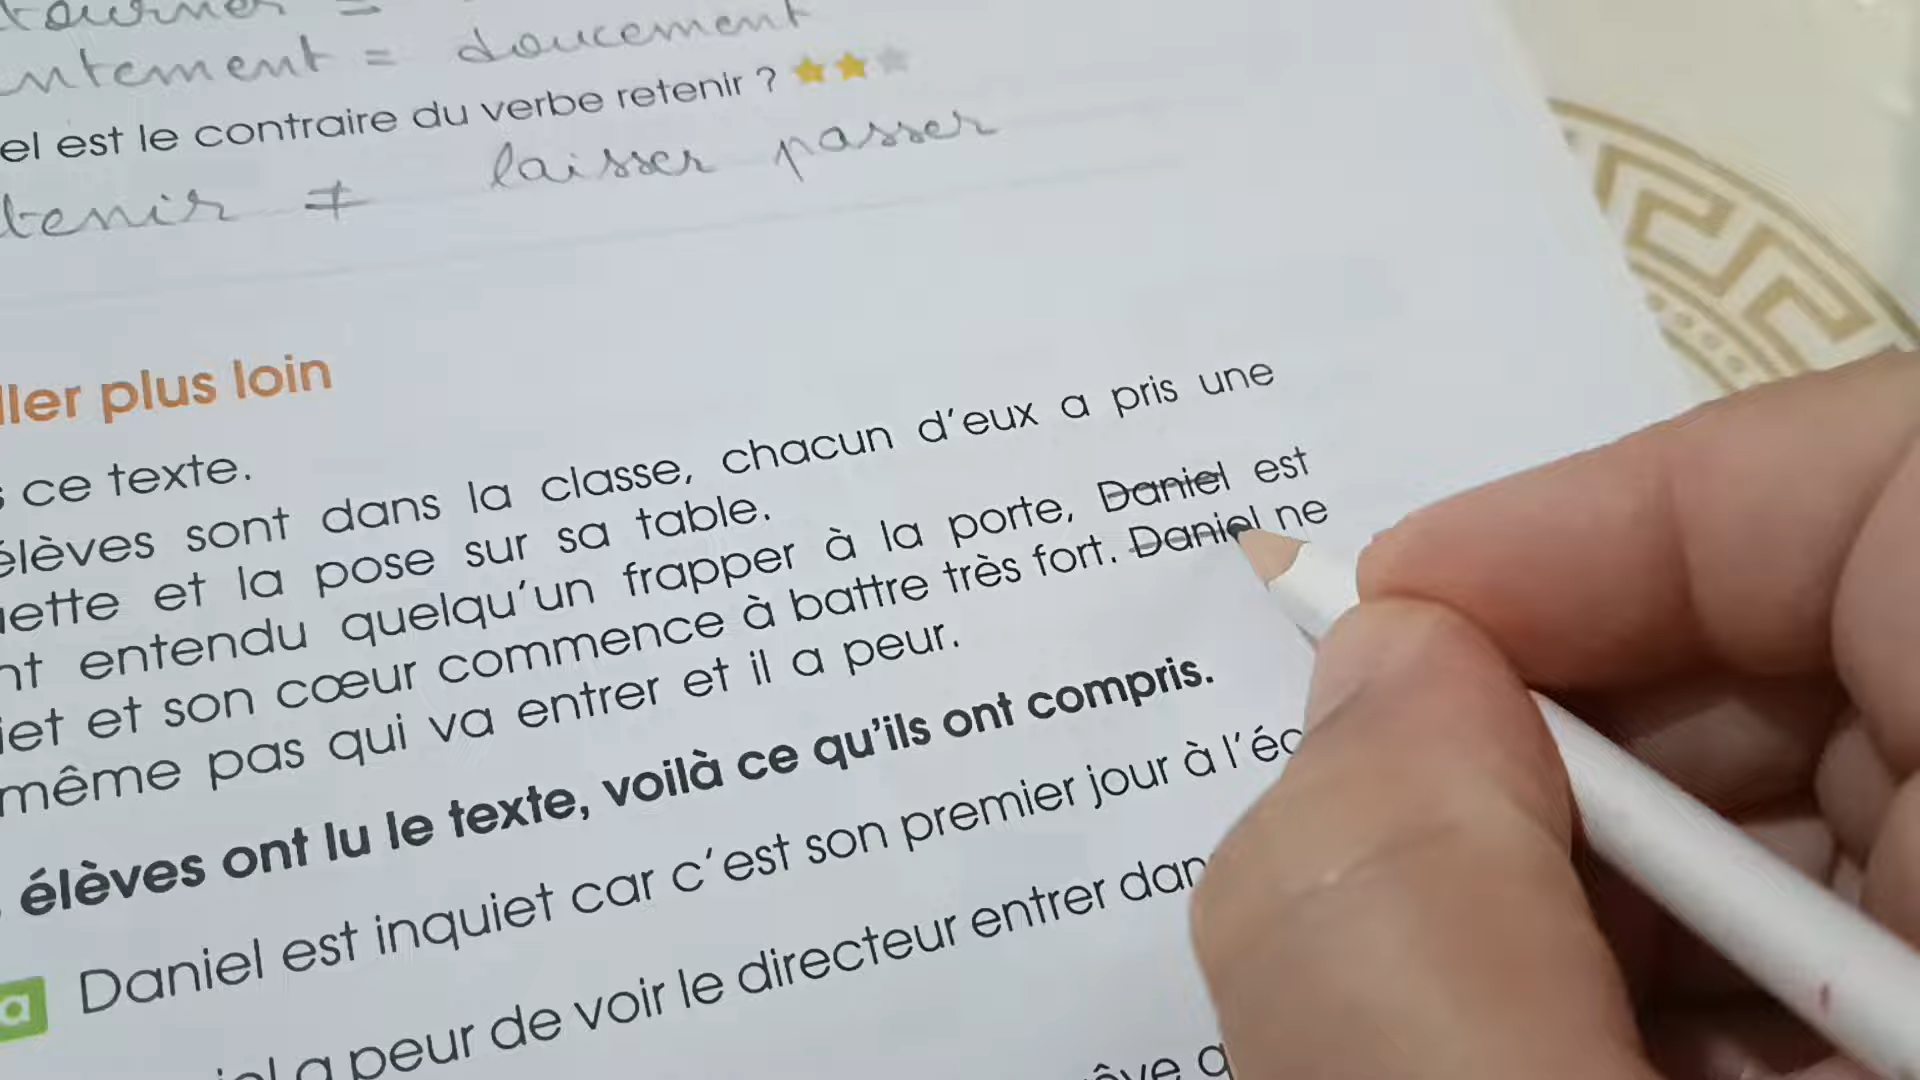 ntement = doucement
el est le contraire du verbe retenir ?
tenir ≠ laisser passer
ller plus loin
ce texte.
élèves sont dans la classe, chacun d'eux a pris une
uette et la pose sur sa table.
nt entendu quelqu'un frapper à la porte, Daniel est
iet et son cœur commence à battre très fort. Daniel ne
même pas qui va entrer et il a peur.
élèves ont lu le texte, voilà ce qu'ils ont compris.
a Daniel est inquiet car c'est son premier jour à l'éc
iel a peur de voir le directeur entrer dan